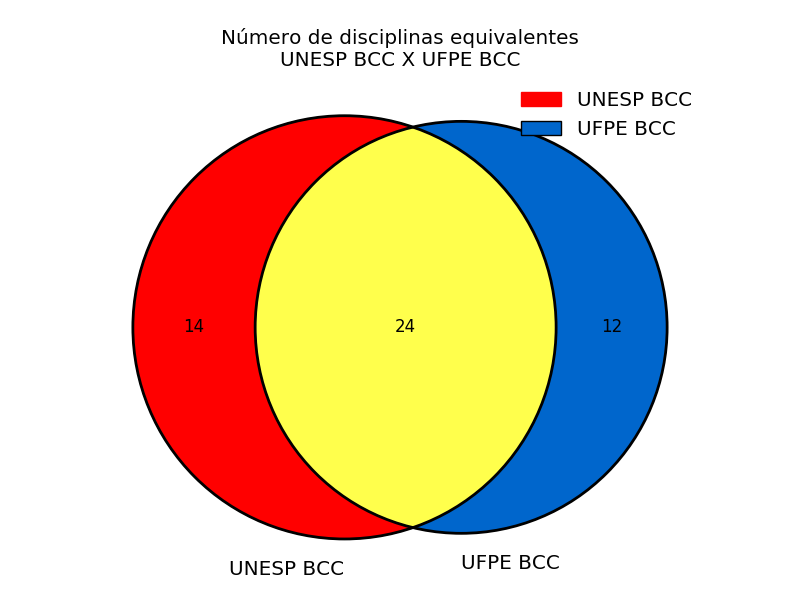 Número de disciplinas equivalentes
UNESP BCC X UFPE BCC
UNESP BCC
UFPE BCC
14
24
12
UNESP BCC
UFPE BCC